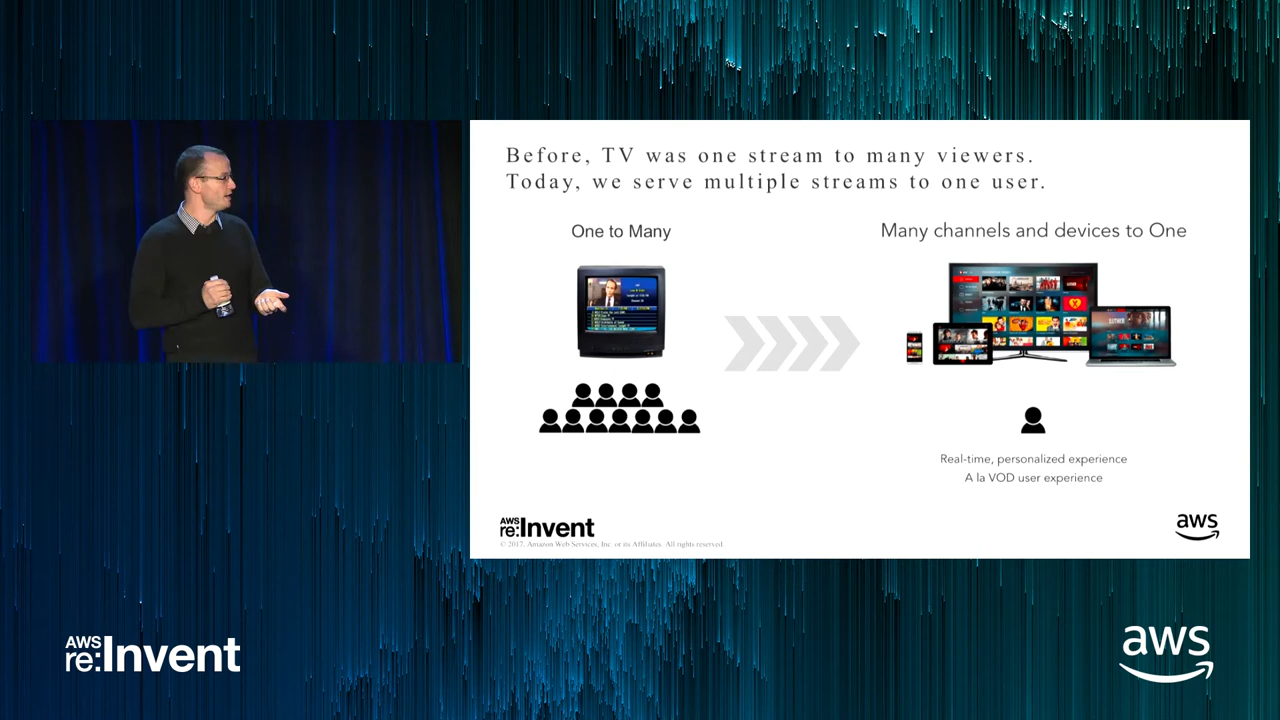 Before, TV was one stream to many viewers.
Today, we serve multiple streams to one user.
One to Many
Many channels and devices to One
Real-time, personalized experience
A la VOD user experience
AWS
re:Invent
© 2017, Amazon Web Services, Inc. or its Affiliates. All rights reserved.
aws
AWS
re:Invent
aws